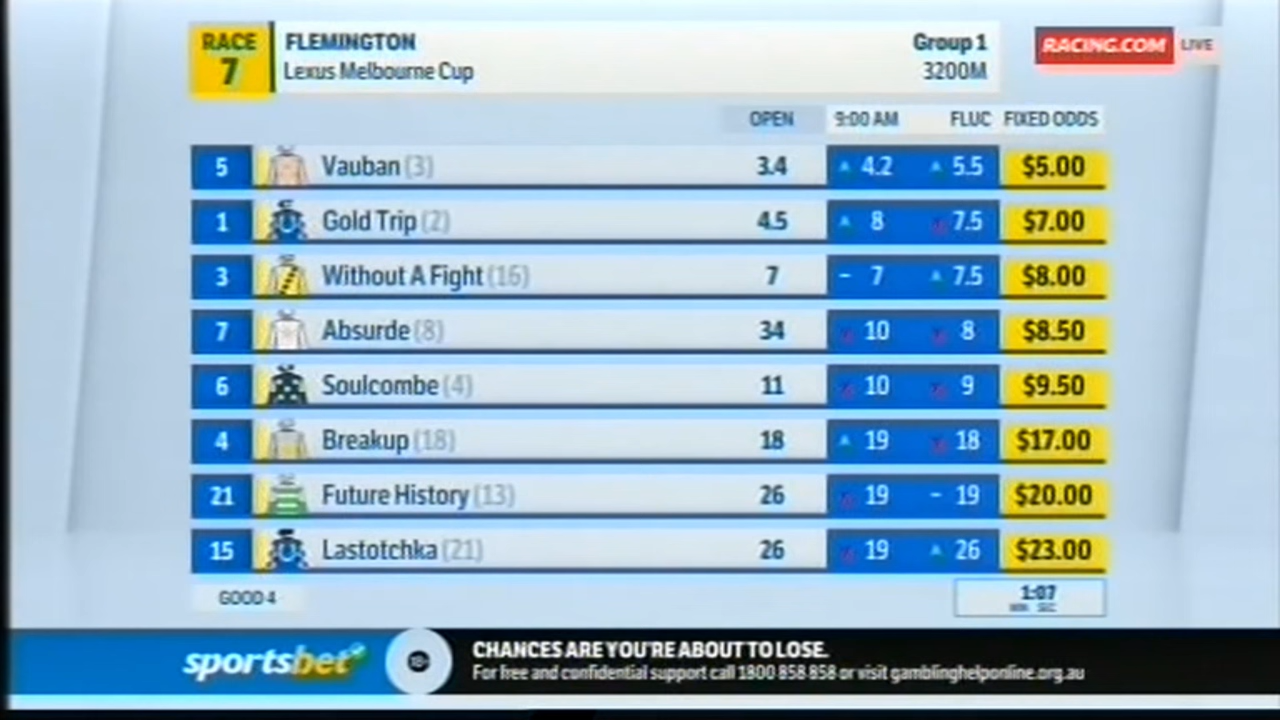 RACE 7 FLEMINGTON Group 1
Lexus Melbourne Cup 3200M
RACING.COM LIVE
OPEN 9:00 AM FLUC FIXED ODDS
5 Vauban (3) 3.4 4.2 5.5 $5.00
1 Gold Trip (2) 4.5 8 7.5 $7.00
3 Without A Fight (16) 7 - 7 7.5 $8.00
7 Absurde (8) 34 10 8 $8.50
6 Soulcombe (4) 11 10 9 $9.50
4 Breakup (18) 18 19 18 $17.00
21 Future History (13) 26 19 - 19 $20.00
15 Lastotchka (21) 26 19 26 $23.00
GOOD 4
1:07
MIN SEC
sportsbet
18+
CHANCES ARE YOU'RE ABOUT TO LOSE.
For free and confidential support call 1800 858 858 or visit gamblinghelponline.org.au